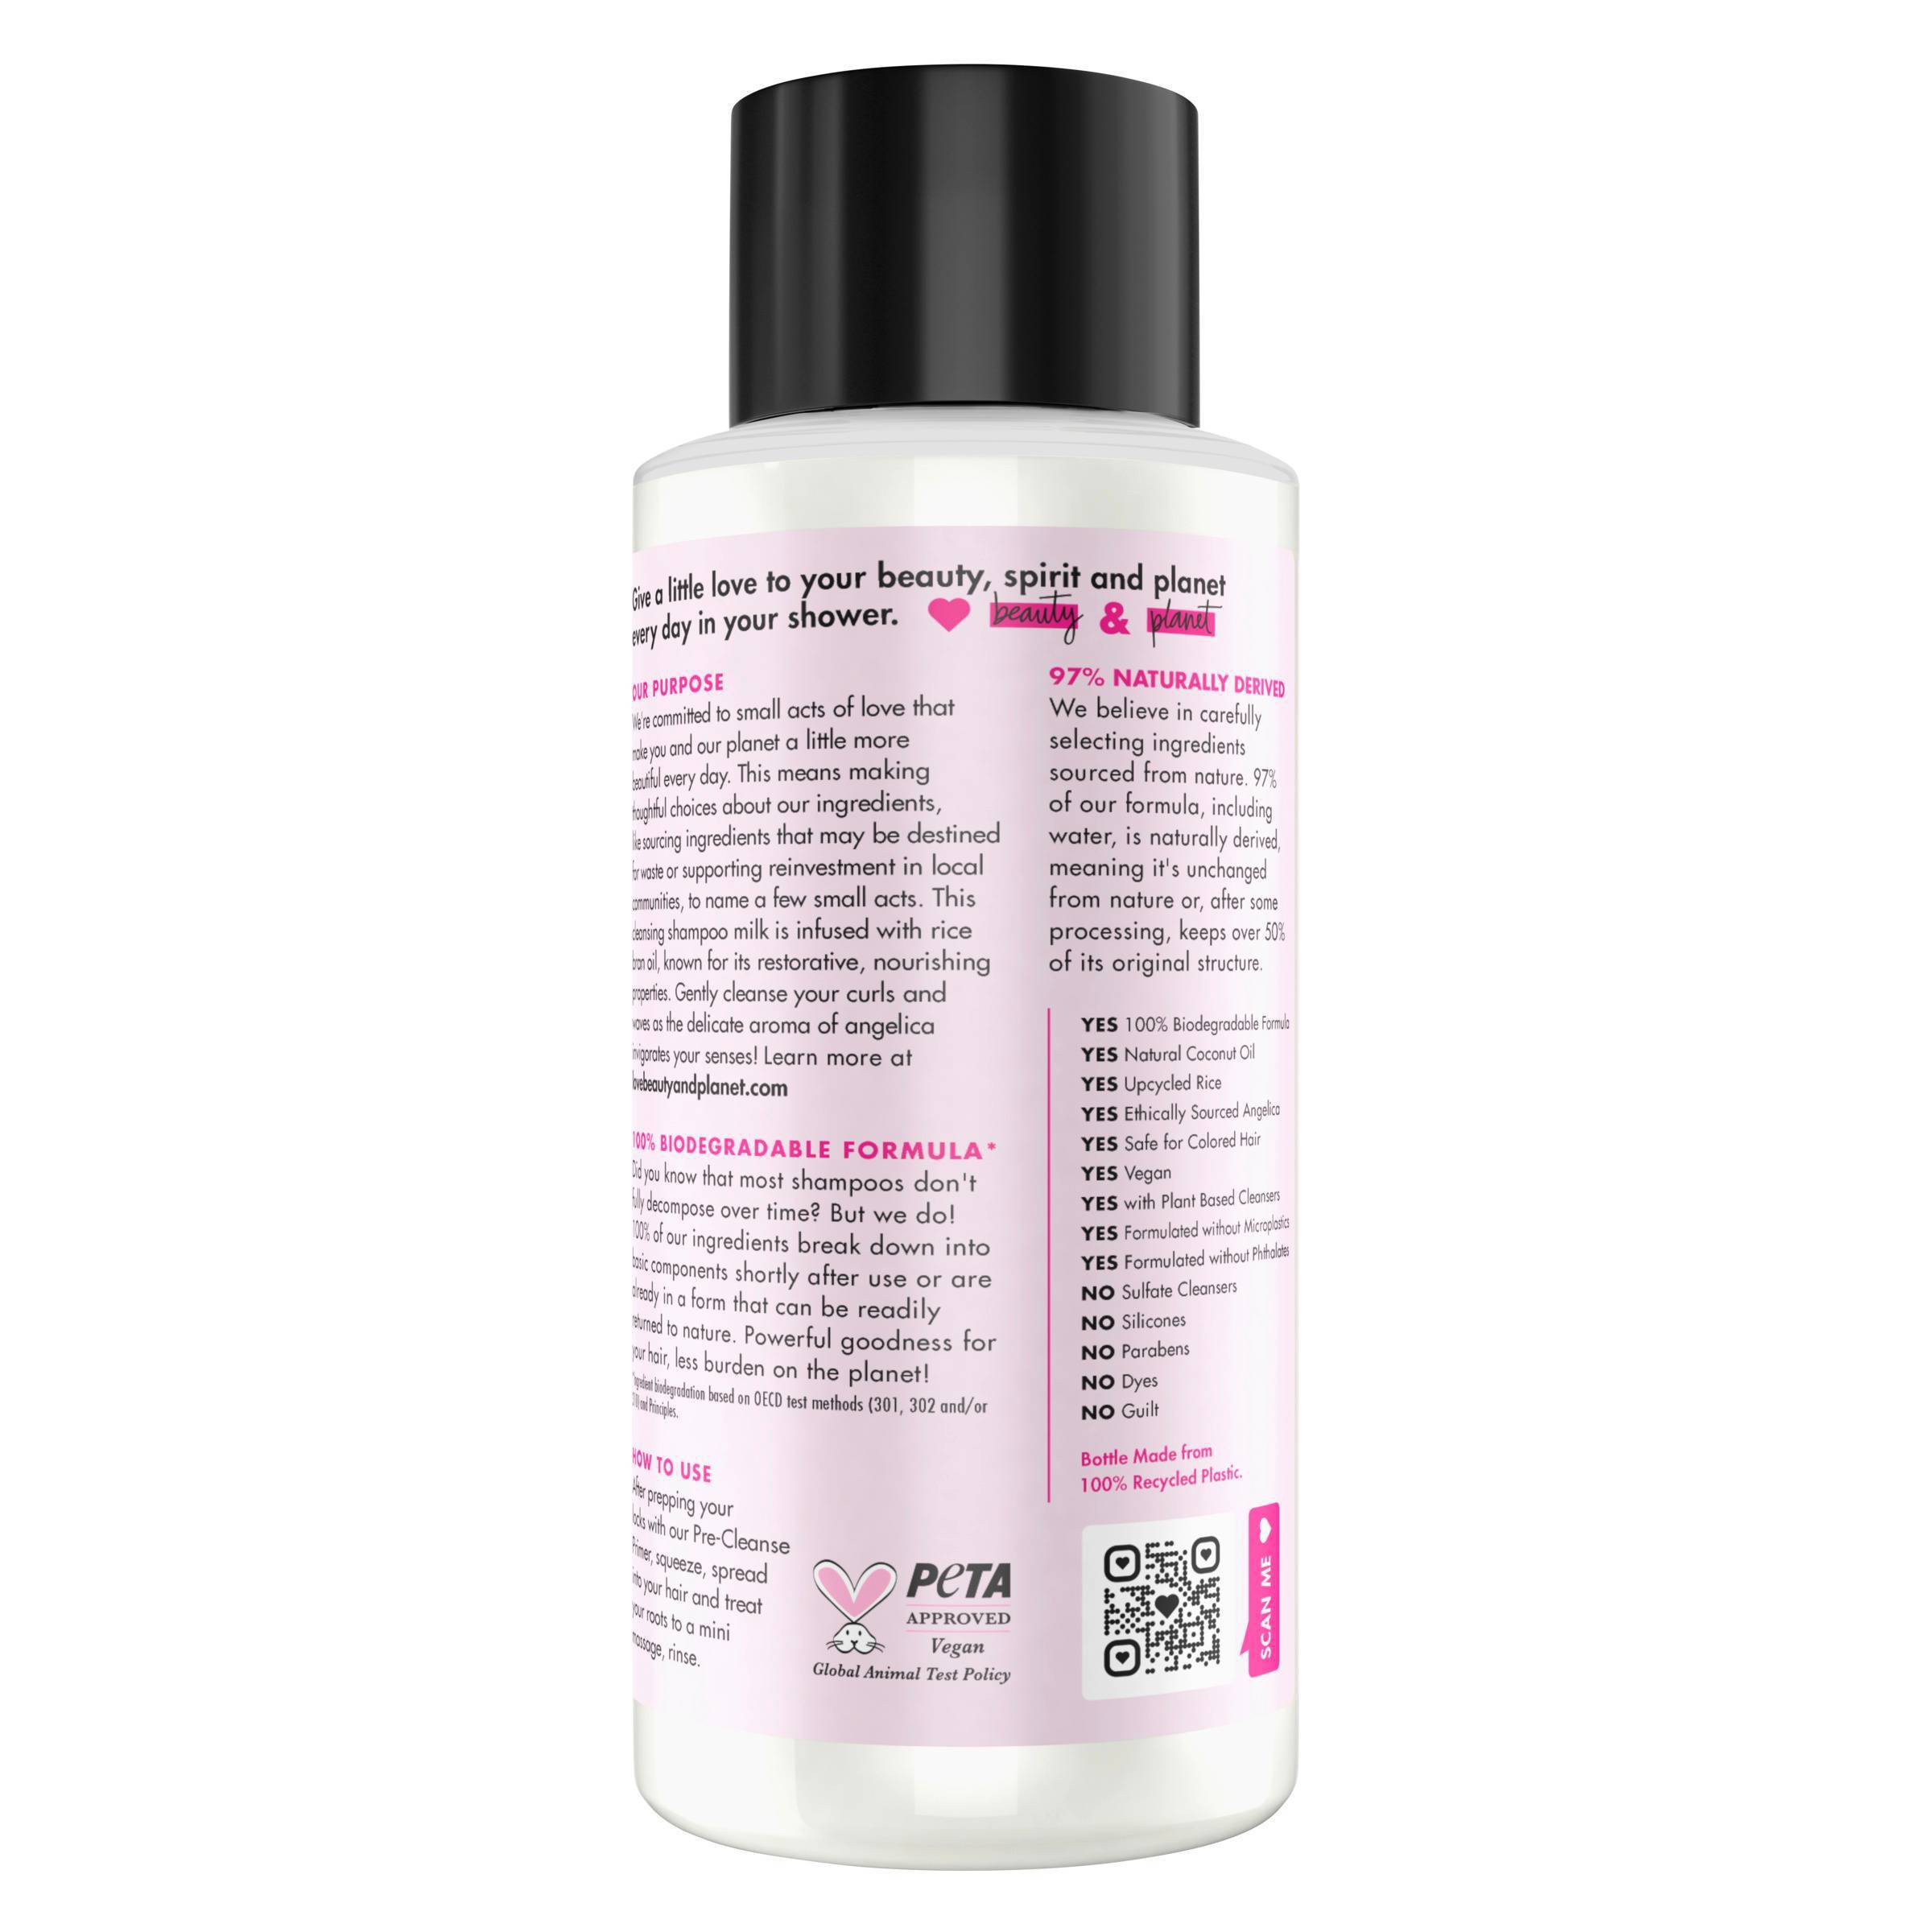 Give a little love to your beauty, spirit and planet
every day in your shower. beauty & planet
OUR PURPOSE
We're committed to small acts of love that
make you and our planet a little more
beautiful every day. This means making
thoughtful choices about our ingredients,
like sourcing ingredients that may be destined
for waste or supporting reinvestment in local
communities, to name a few small acts. This
cleansing shampoo milk is infused with rice
bran oil, known for its restorative, nourishing
properties. Gently cleanse your curls and
waves as the delicate aroma of angelica
invigorates your senses! Learn more at
lovebeautyandplanet.com
100% BIODEGRADABLE FORMULA*
Did you know that most shampoos don't
fully decompose over time? But we do!
100% of our ingredients break down into
basic components shortly after use or are
already in a form that can be readily
returned to nature. Powerful goodness for
your hair, less burden on the planet!
*Ingredient biodegradation based on OECD test methods (301, 302 and/or
310) and Principles.
HOW TO USE
After prepping your
locks with our Pre-Cleanse
Primer, squeeze, spread
into your hair and treat
your roots to a mini
massage, rinse.
PETA
APPROVED
Vegan
Global Animal Test Policy
97% NATURALLY DERIVED
We believe in carefully
selecting ingredients
sourced from nature. 97%
of our formula, including
water, is naturally derived,
meaning it's unchanged
from nature or, after some
processing, keeps over 50%
of its original structure.
YES 100% Biodegradable Formula
YES Natural Coconut Oil
YES Upcycled Rice
YES Ethically Sourced Angelica
YES Safe for Colored Hair
YES Vegan
YES with Plant Based Cleansers
YES Formulated without Microplastics
YES Formulated without Phthalates
NO Sulfate Cleansers
NO Silicones
NO Parabens
NO Dyes
NO Guilt
Bottle Made from
100% Recycled Plastic.
SCAN ME